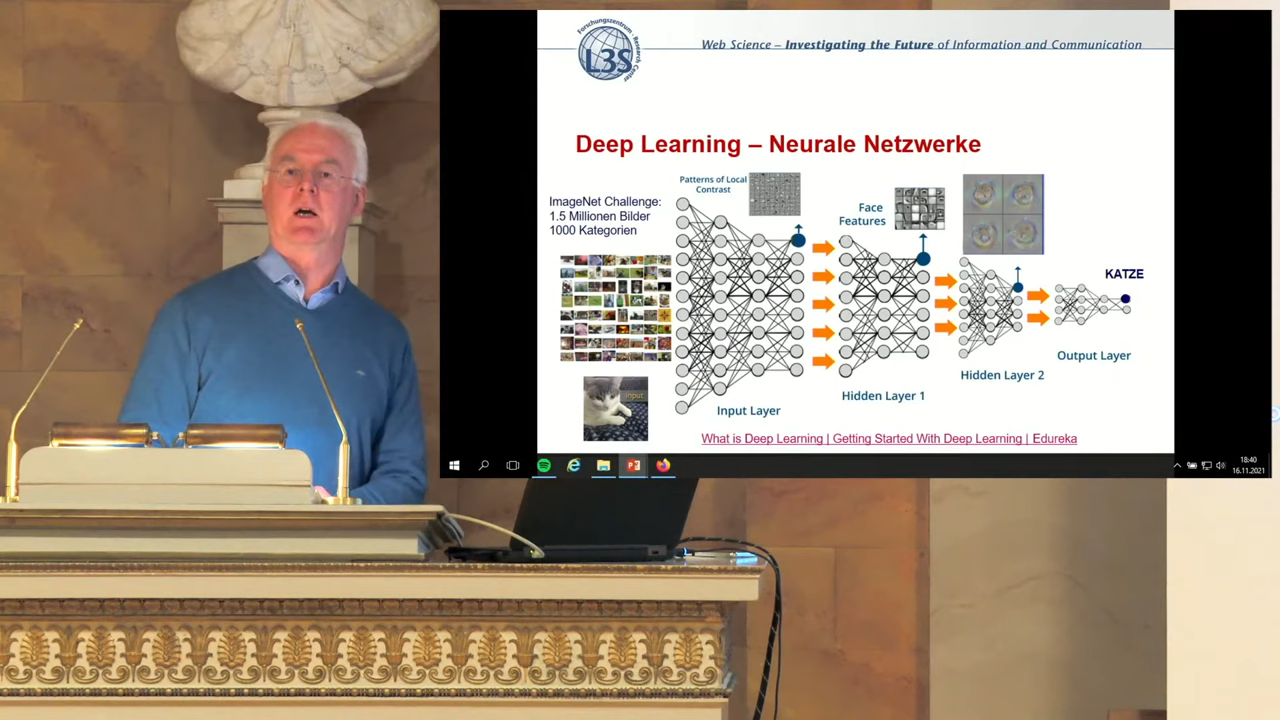 Forschungszentrum
Research Center
L3S
Web Science – Investigating the Future of Information and Communication
Deep Learning – Neurale Netzwerke
ImageNet Challenge:
1.5 Millionen Bilder
1000 Kategorien
Patterns of Local
Contrast
Face
Features
KATZE
Input
Input Layer
Hidden Layer 1
Hidden Layer 2
Output Layer
What is Deep Learning | Getting Started With Deep Learning | Edureka
18:40
16.11.2021